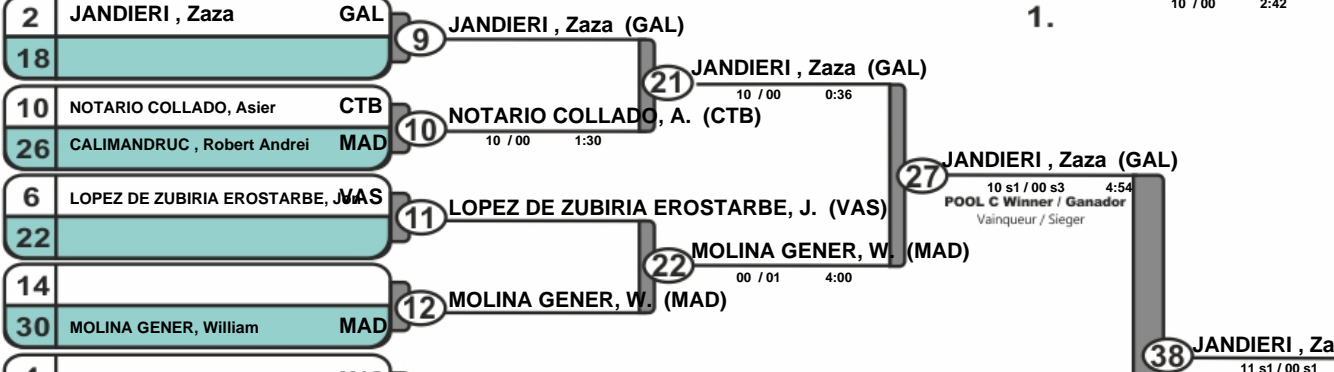 10 / 00 2:42
1.
2 JANDIERI , Zaza GAL
9 JANDIERI , Zaza (GAL)
18
21 JANDIERI , Zaza (GAL)
10 / 00 0:36
10 NOTARIO COLLADO, Asier CTB
10 NOTARIO COLLADO, A. (CTB)
10 / 00 1:30
26 CALIMANDRUC , Robert Andrei MAD
27 JANDIERI , Zaza (GAL)
10 s1 / 00 s3 4:54
POOL C Winner / Ganador
Vainqueur / Sieger
6 LOPEZ DE ZUBIRIA EROSTARBE, Jon VAS
11 LOPEZ DE ZUBIRIA EROSTARBE, J. (VAS)
22
22 MOLINA GENER, W. (MAD)
00 / 01 4:00
14
12 MOLINA GENER, W. (MAD)
30 MOLINA GENER, William MAD
38 JANDIERI , Za
11 s1 / 00 s1